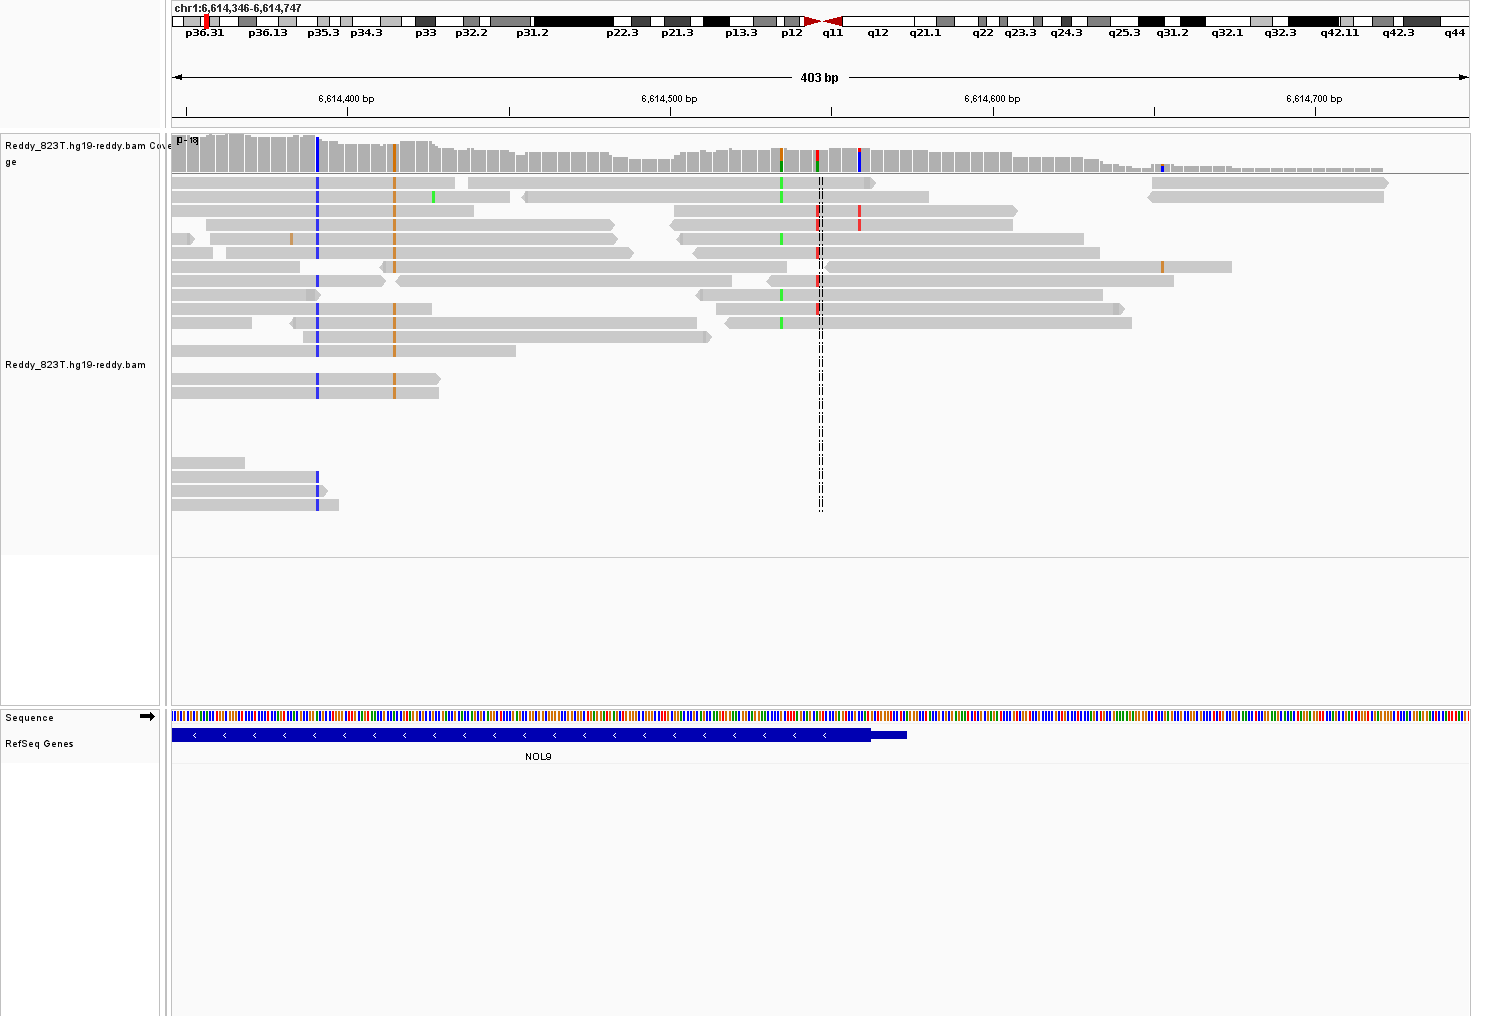 chr1:6,614,346-6,614,747
p36.31 p36.13 p35.3 p34.3 p33 p32.2 p31.2 p22.3 p21.3 p13.3 p12 q11 q12 q21.1 q22 q23.3 q24.3 q25.3 q31.2 q32.1 q32.3 q42.11 q42.3 q44
403 bp
6,614,400 bp 6,614,500 bp 6,614,600 bp 6,614,700 bp
Reddy_823T.hg19-reddy.bam Cove
ge
[0 - 18]
Reddy_823T.hg19-reddy.bam
Sequence
RefSeq Genes
NOL9